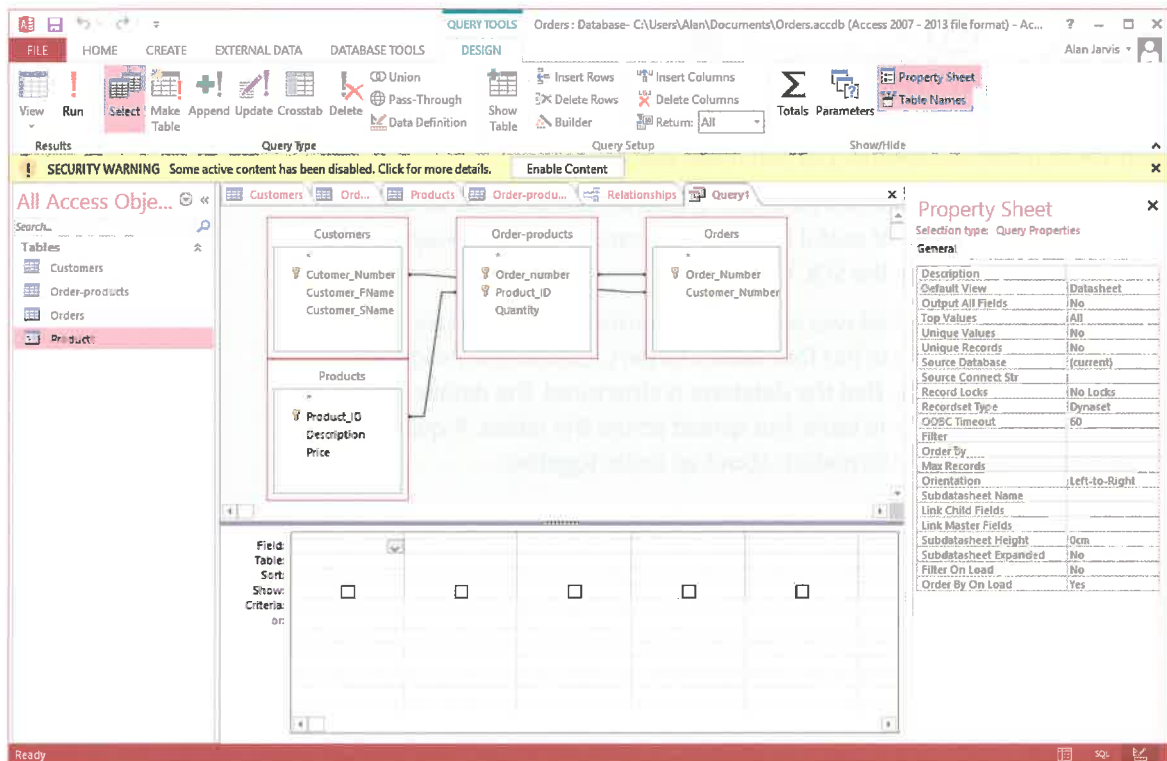 QUERY TOOLS
Orders : Database- C:\Users\Alan\Documents\Orders.accdb (Access 2007 - 2013 file format) - Ac...
?
FILE
HOME
CREATE
EXTERNAL DATA
DATABASE TOOLS
DESIGN
Alan Jarvis
View
Run
Select
Make Table
Append
Update
Crosstab
Delete
Union
Pass-Through
Data Definition
Show Table
Insert Rows
Delete Rows
Builder
Insert Columns
Delete Columns
Return: All
Totals
Parameters
Property Sheet
Table Names
Results
Query Type
Query Setup
Show/Hide
SECURITY WARNING Some active content has been disabled. Click for more details.
Enable Content
All Access Obje...
Search...
Tables
Customers
Order-products
Orders
Products
Customers
Ord...
Products
Order-produ...
Relationships
Query1
Customers
*
Cutomer_Number
Customer_FName
Customer_SName
Order-products
*
Order_number
Product_ID
Quantity
Orders
*
Order_Number
Customer_Number
Products
*
Product_ID
Description
Price
Field:
Table:
Sort:
Show:
Criteria:
or:
Property Sheet
Selection type: Query Properties
General
Description
Default View Datasheet
Output All Fields No
Top Values All
Unique Values No
Unique Records No
Source Database (current)
Source Connect Str
Record Locks No Locks
Recordset Type Dynaset
ODBC Timeout 60
Filter
Order By
Max Records
Orientation Left-to-Right
Subdatasheet Name
Link Child Fields
Link Master Fields
Subdatasheet Height 0cm
Subdatasheet Expanded No
Filter On Load No
Order By On Load Yes
Ready
SQL